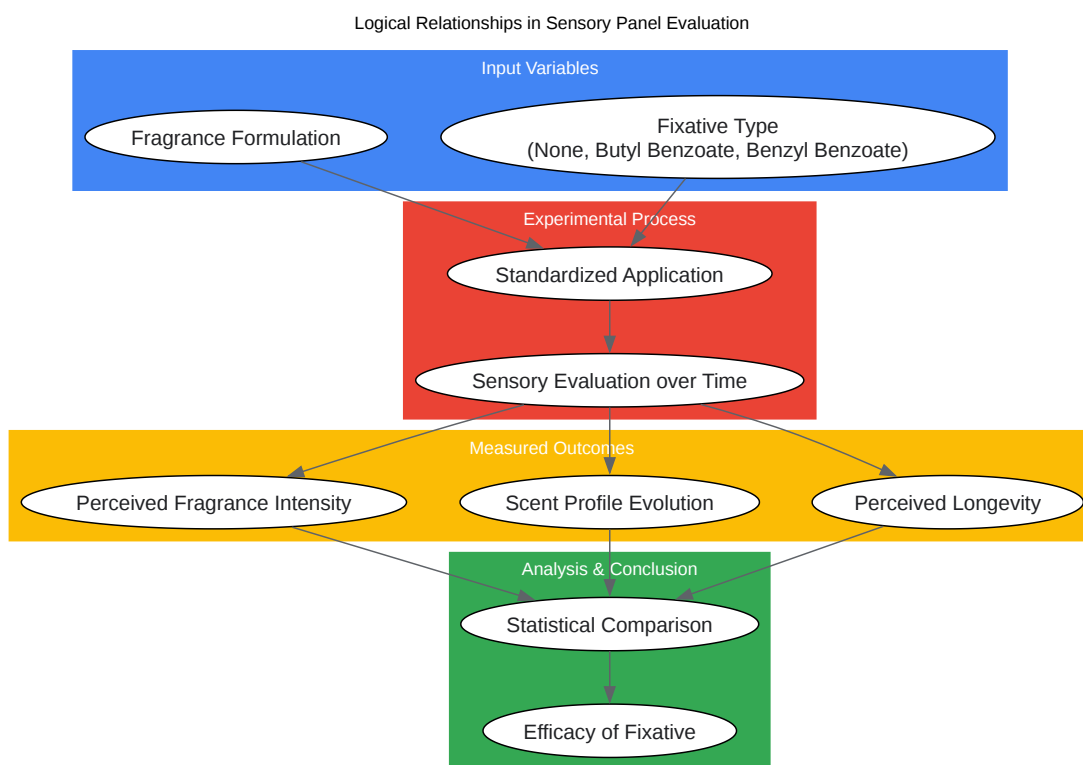 Logical Relationships in Sensory Panel Evaluation
Input Variables
Fragrance Formulation
Fixative Type
(None, Butyl Benzoate, Benzyl Benzoate)
Experimental Process
Standardized Application
Sensory Evaluation over Time
Measured Outcomes
Perceived Fragrance Intensity
Scent Profile Evolution
Perceived Longevity
Analysis & Conclusion
Statistical Comparison
Efficacy of Fixative